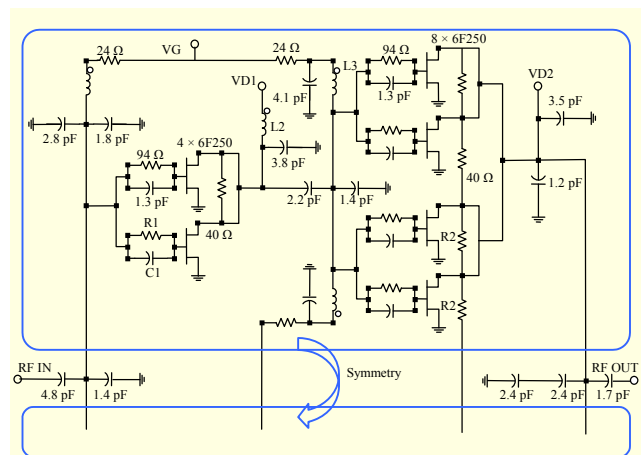 8 × 6F250
24 Ω
VG
24 Ω
94 Ω
L3
VD1
VD2
4.1 pF
1.3 pF
3.5 pF
L2
2.8 pF
1.8 pF
4 × 6F250
3.8 pF
94 Ω
40 Ω
1.3 pF
2.2 pF
1.4 pF
1.2 pF
R1
40 Ω
R2
C1
R2
RF IN
Symmetry
RF OUT
4.8 pF
1.4 pF
2.4 pF
2.4 pF
1.7 pF